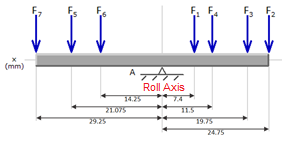 F7 F5 F6 F1 F4 F3 F2
x
(mm)
A
Roll Axis
14.25 7.4
21.075 11.5
29.25 19.75
24.75